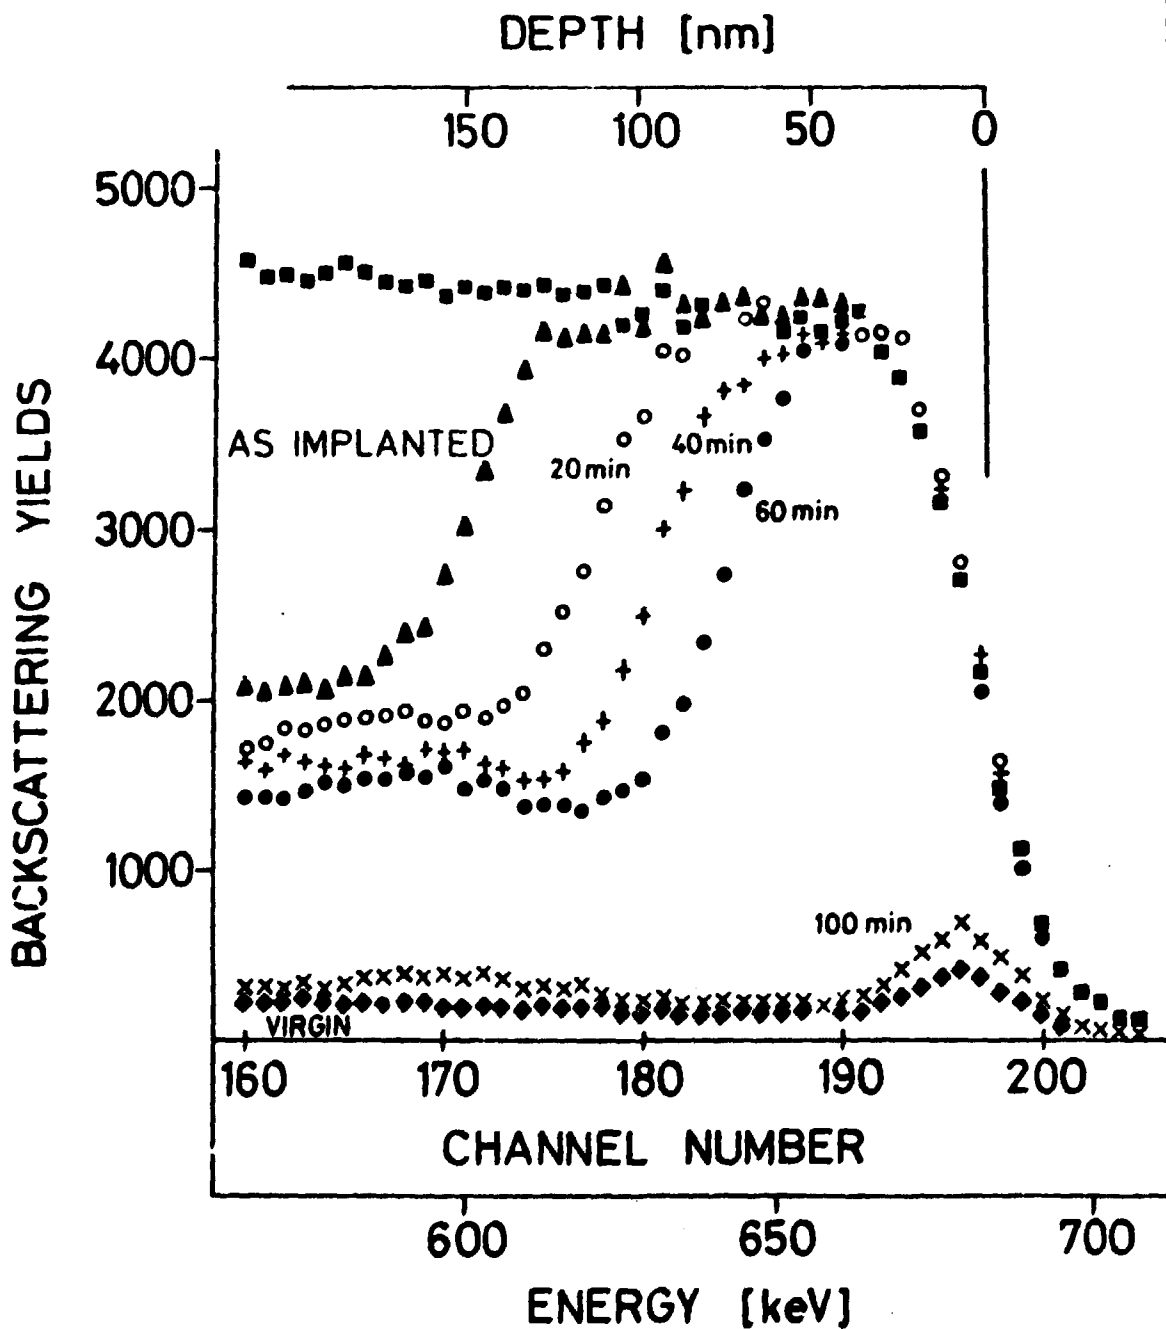 DEPTH [nm]
150 100 50 0
5000
4000
3000
2000
1000
BACKSCATTERING YIELDS
AS IMPLANTED
20 min
40 min
60 min
100 min
VIRGIN
160 170 180 190 200
CHANNEL NUMBER
600 650 700
ENERGY [keV]